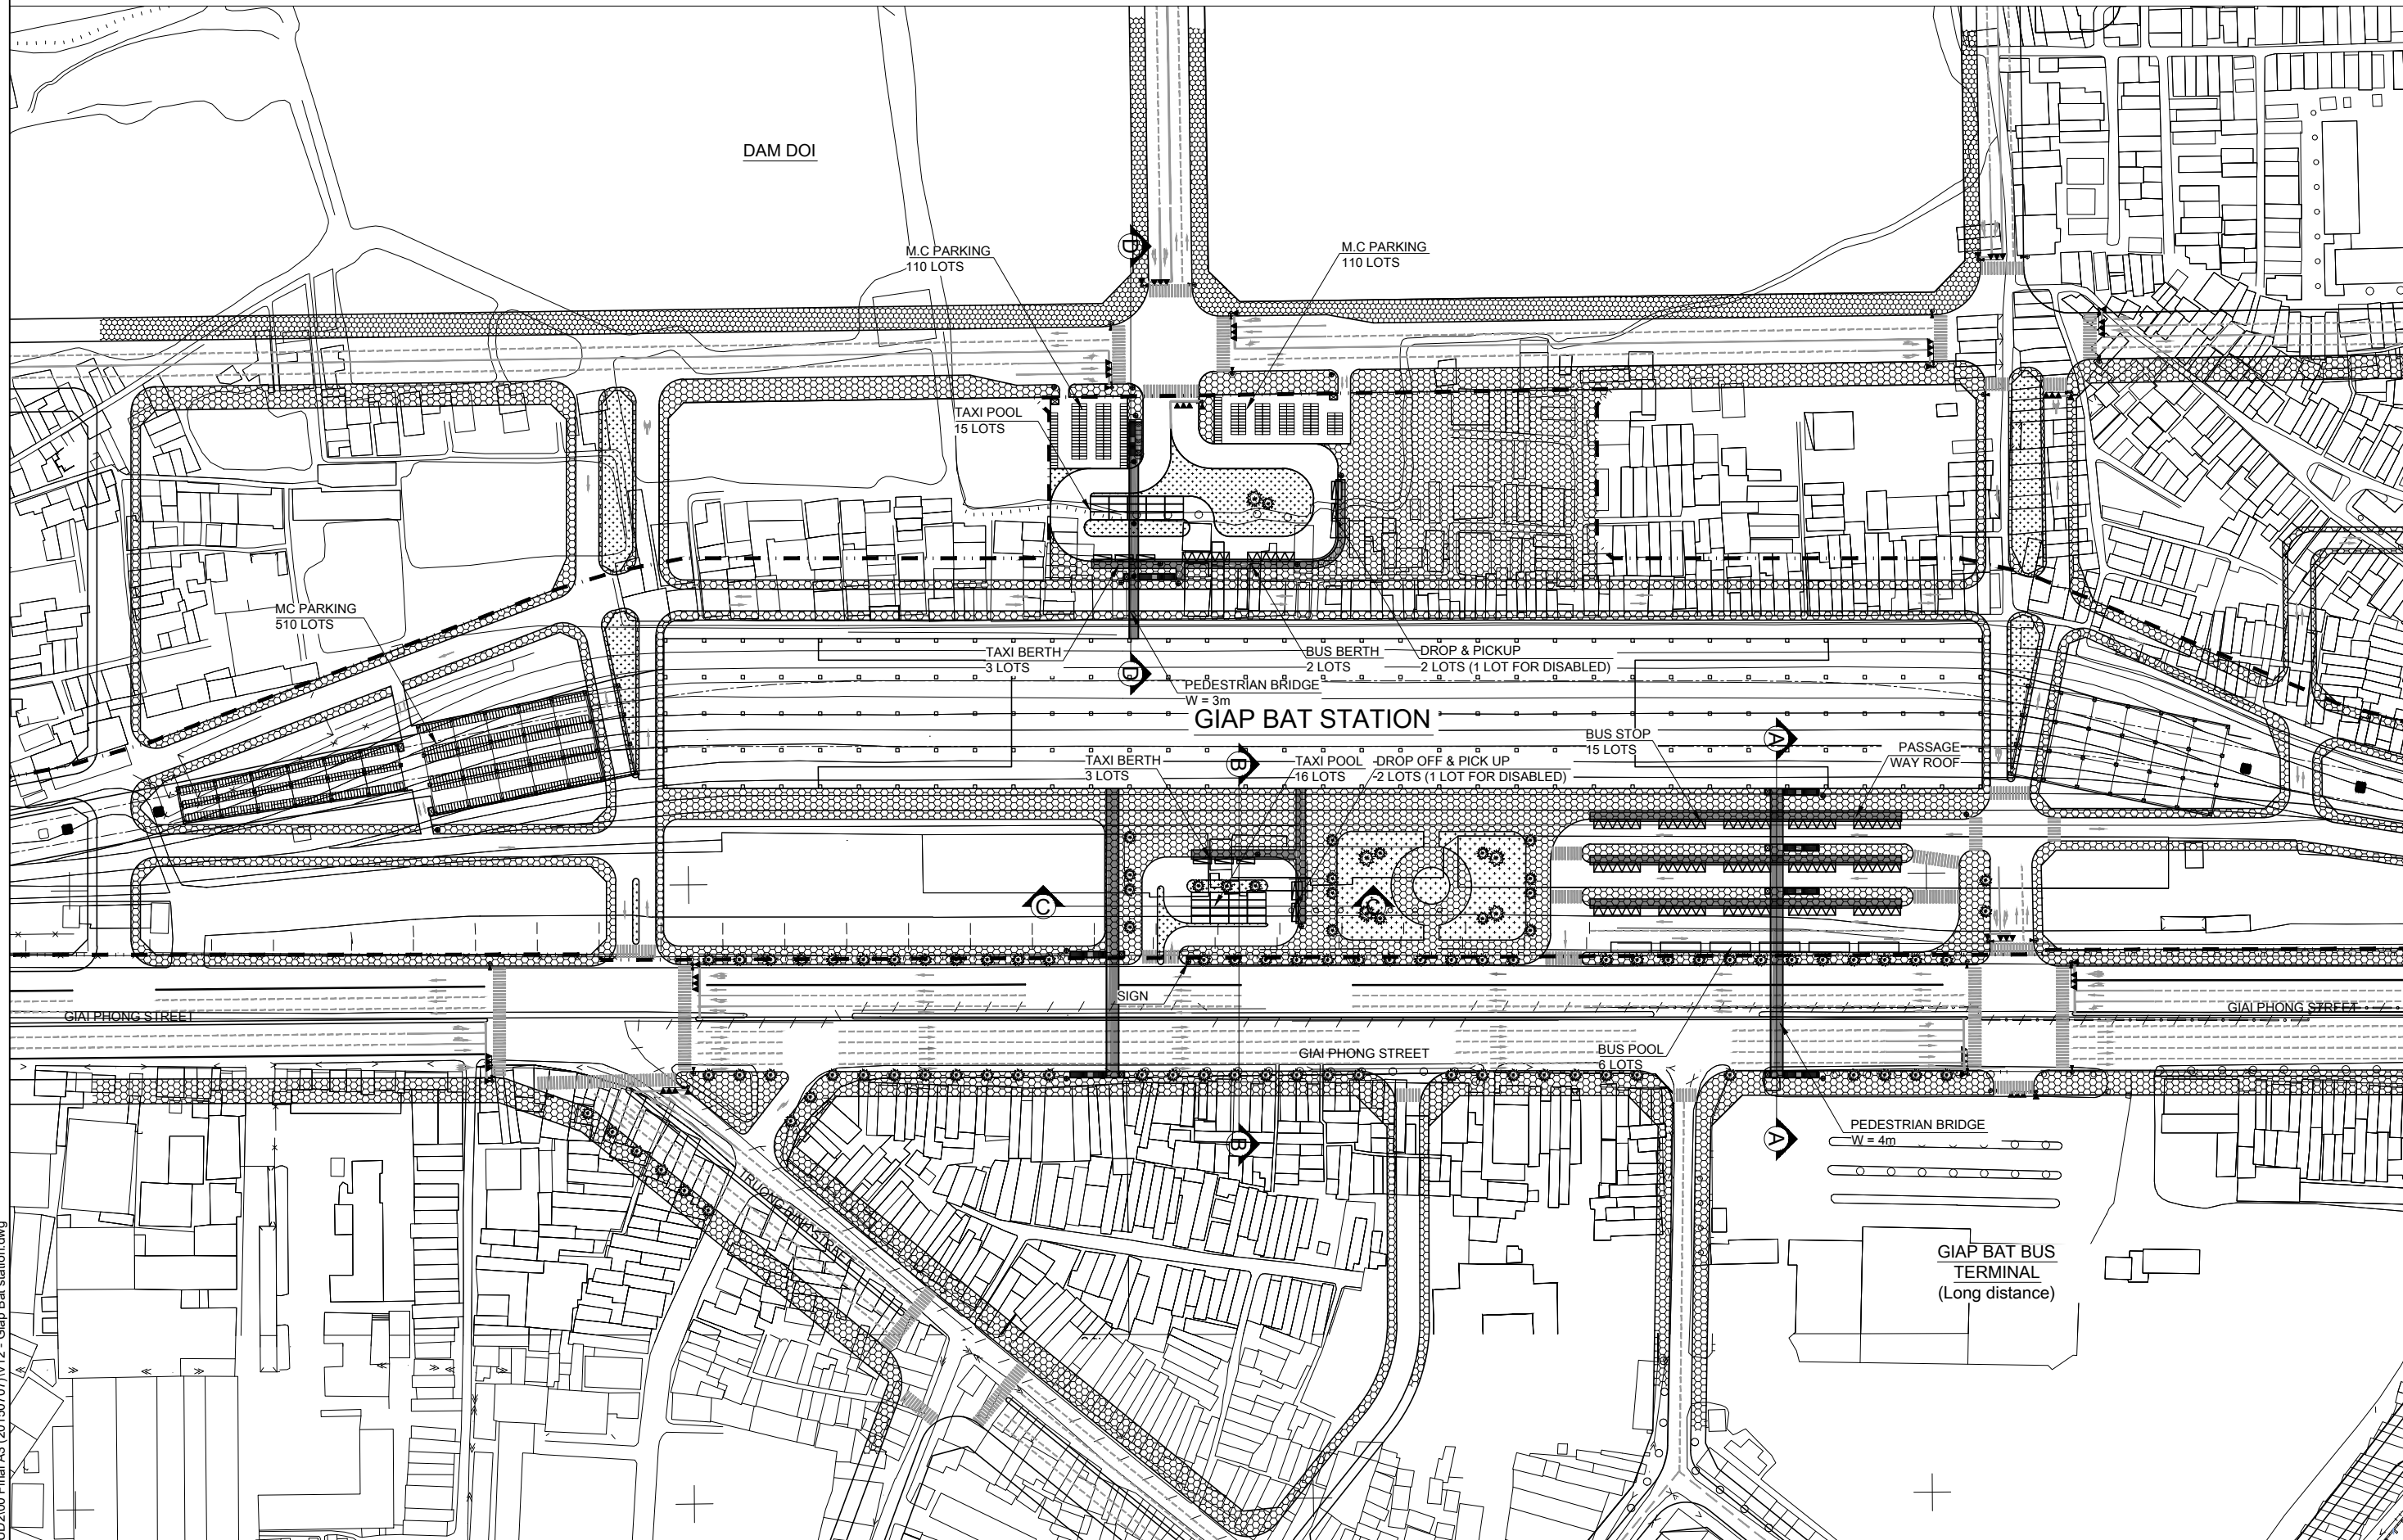 DAM DOI
M.C PARKING
110 LOTS
M.C PARKING
110 LOTS
D
TAXI POOL
15 LOTS
MC PARKING
510 LOTS
TAXI BERTH
3 LOTS
BUS BERTH
2 LOTS
DROP & PICKUP
2 LOTS (1 LOT FOR DISABLED)
D
PEDESTRIAN BRIDGE
W = 3m
GIAP BAT STATION
BUS STOP
15 LOTS
A
PASSAGE
WAY ROOF
TAXI BERTH
3 LOTS
B
TAXI POOL
16 LOTS
DROP OFF & PICK UP
2 LOTS (1 LOT FOR DISABLED)
C
C
SIGN
GIAI PHONG STREET
GIAI PHONG STREET
GIAI PHONG STREET
BUS POOL
6 LOTS
B
A
PEDESTRIAN BRIDGE
W = 4m
TRUONG DINH STRAET
GIAP BAT BUS
TERMINAL
(Long distance)